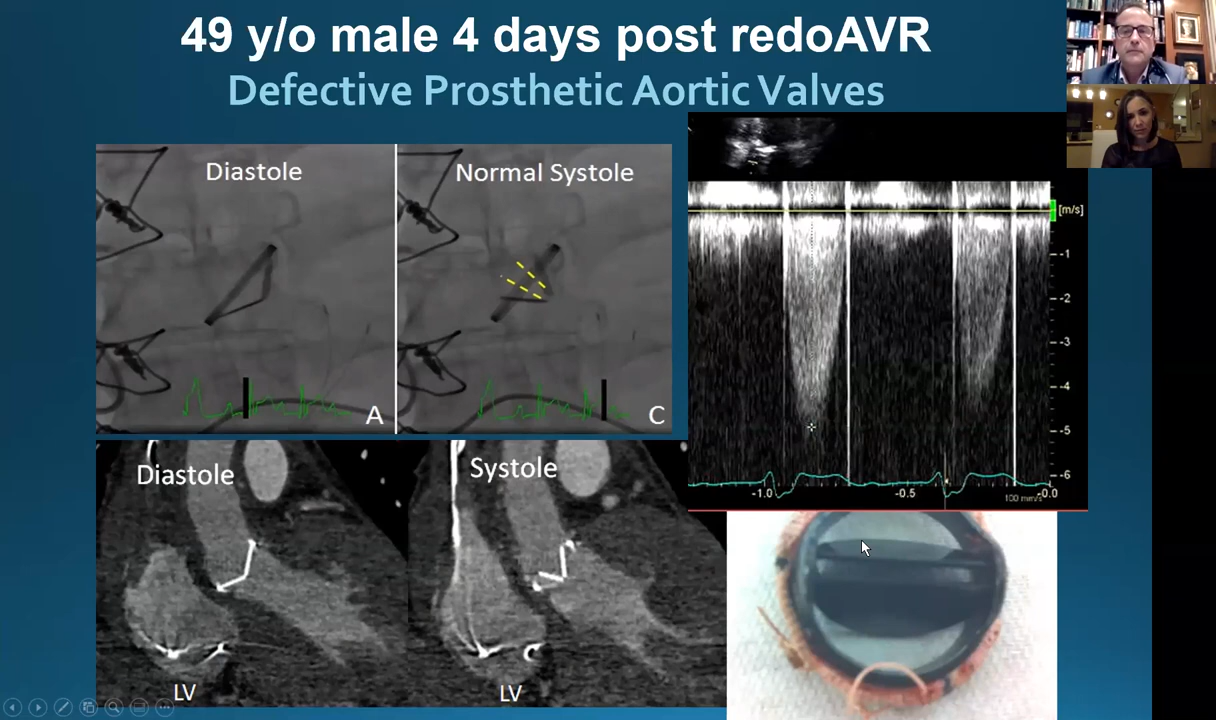 49 y/o male 4 days post redoAVR
Defective Prosthetic Aortic Valves
Diastole
Normal Systole
A
C
[m/s]
-1
-2
-3
-4
-5
-6
-1.0
-0.5
100 mm/s
-0.0
Diastole
Systole
LV
LV